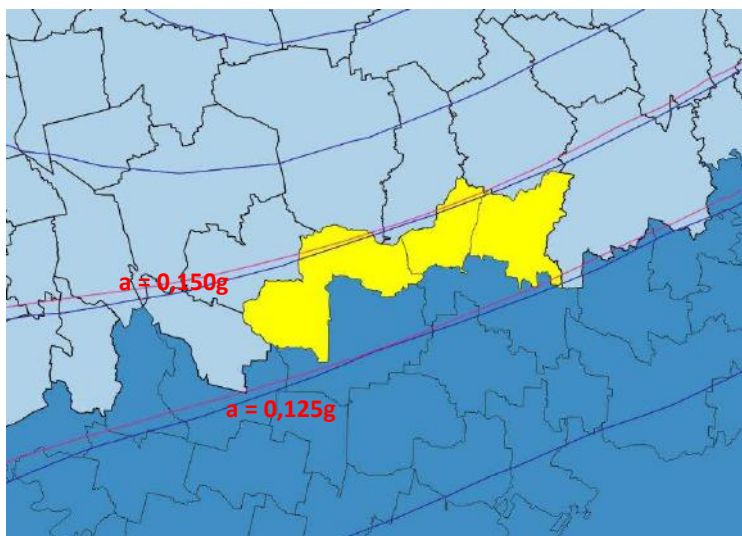 a = 0,150g
a = 0,125g